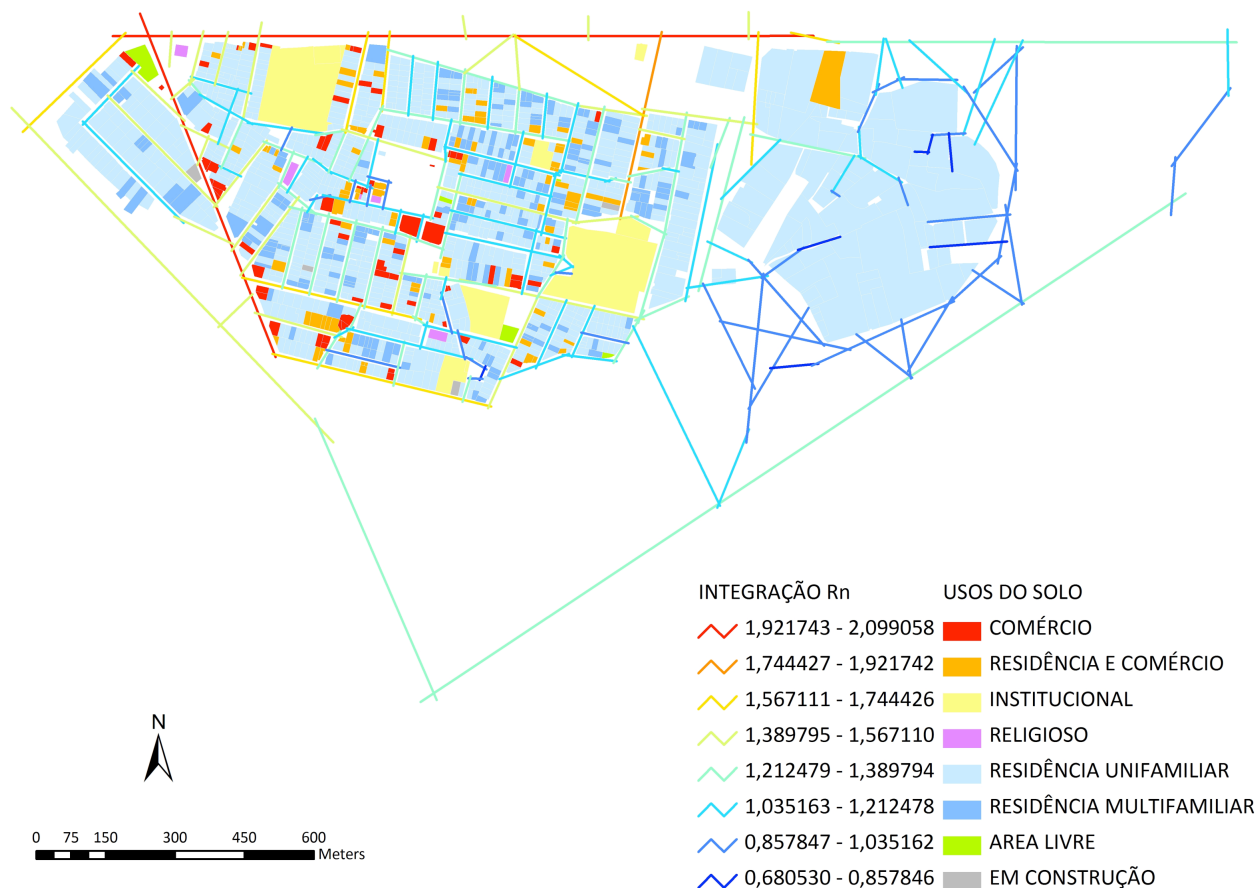 INTEGRAÇÃO Rn USOS DO SOLO
1,921743 - 2,099058 COMÉRCIO
1,744427 - 1,921742 RESIDÊNCIA E COMÉRCIO
1,567111 - 1,744426 INSTITUCIONAL
1,389795 - 1,567110 RELIGIOSO
1,212479 - 1,389794 RESIDÊNCIA UNIFAMILIAR
1,035163 - 1,212478 RESIDÊNCIA MULTIFAMILIAR
0,857847 - 1,035162 AREA LIVRE
0,680530 - 0,857846 EM CONSTRUÇÃO
N
0 75 150 300 450 600
Meters